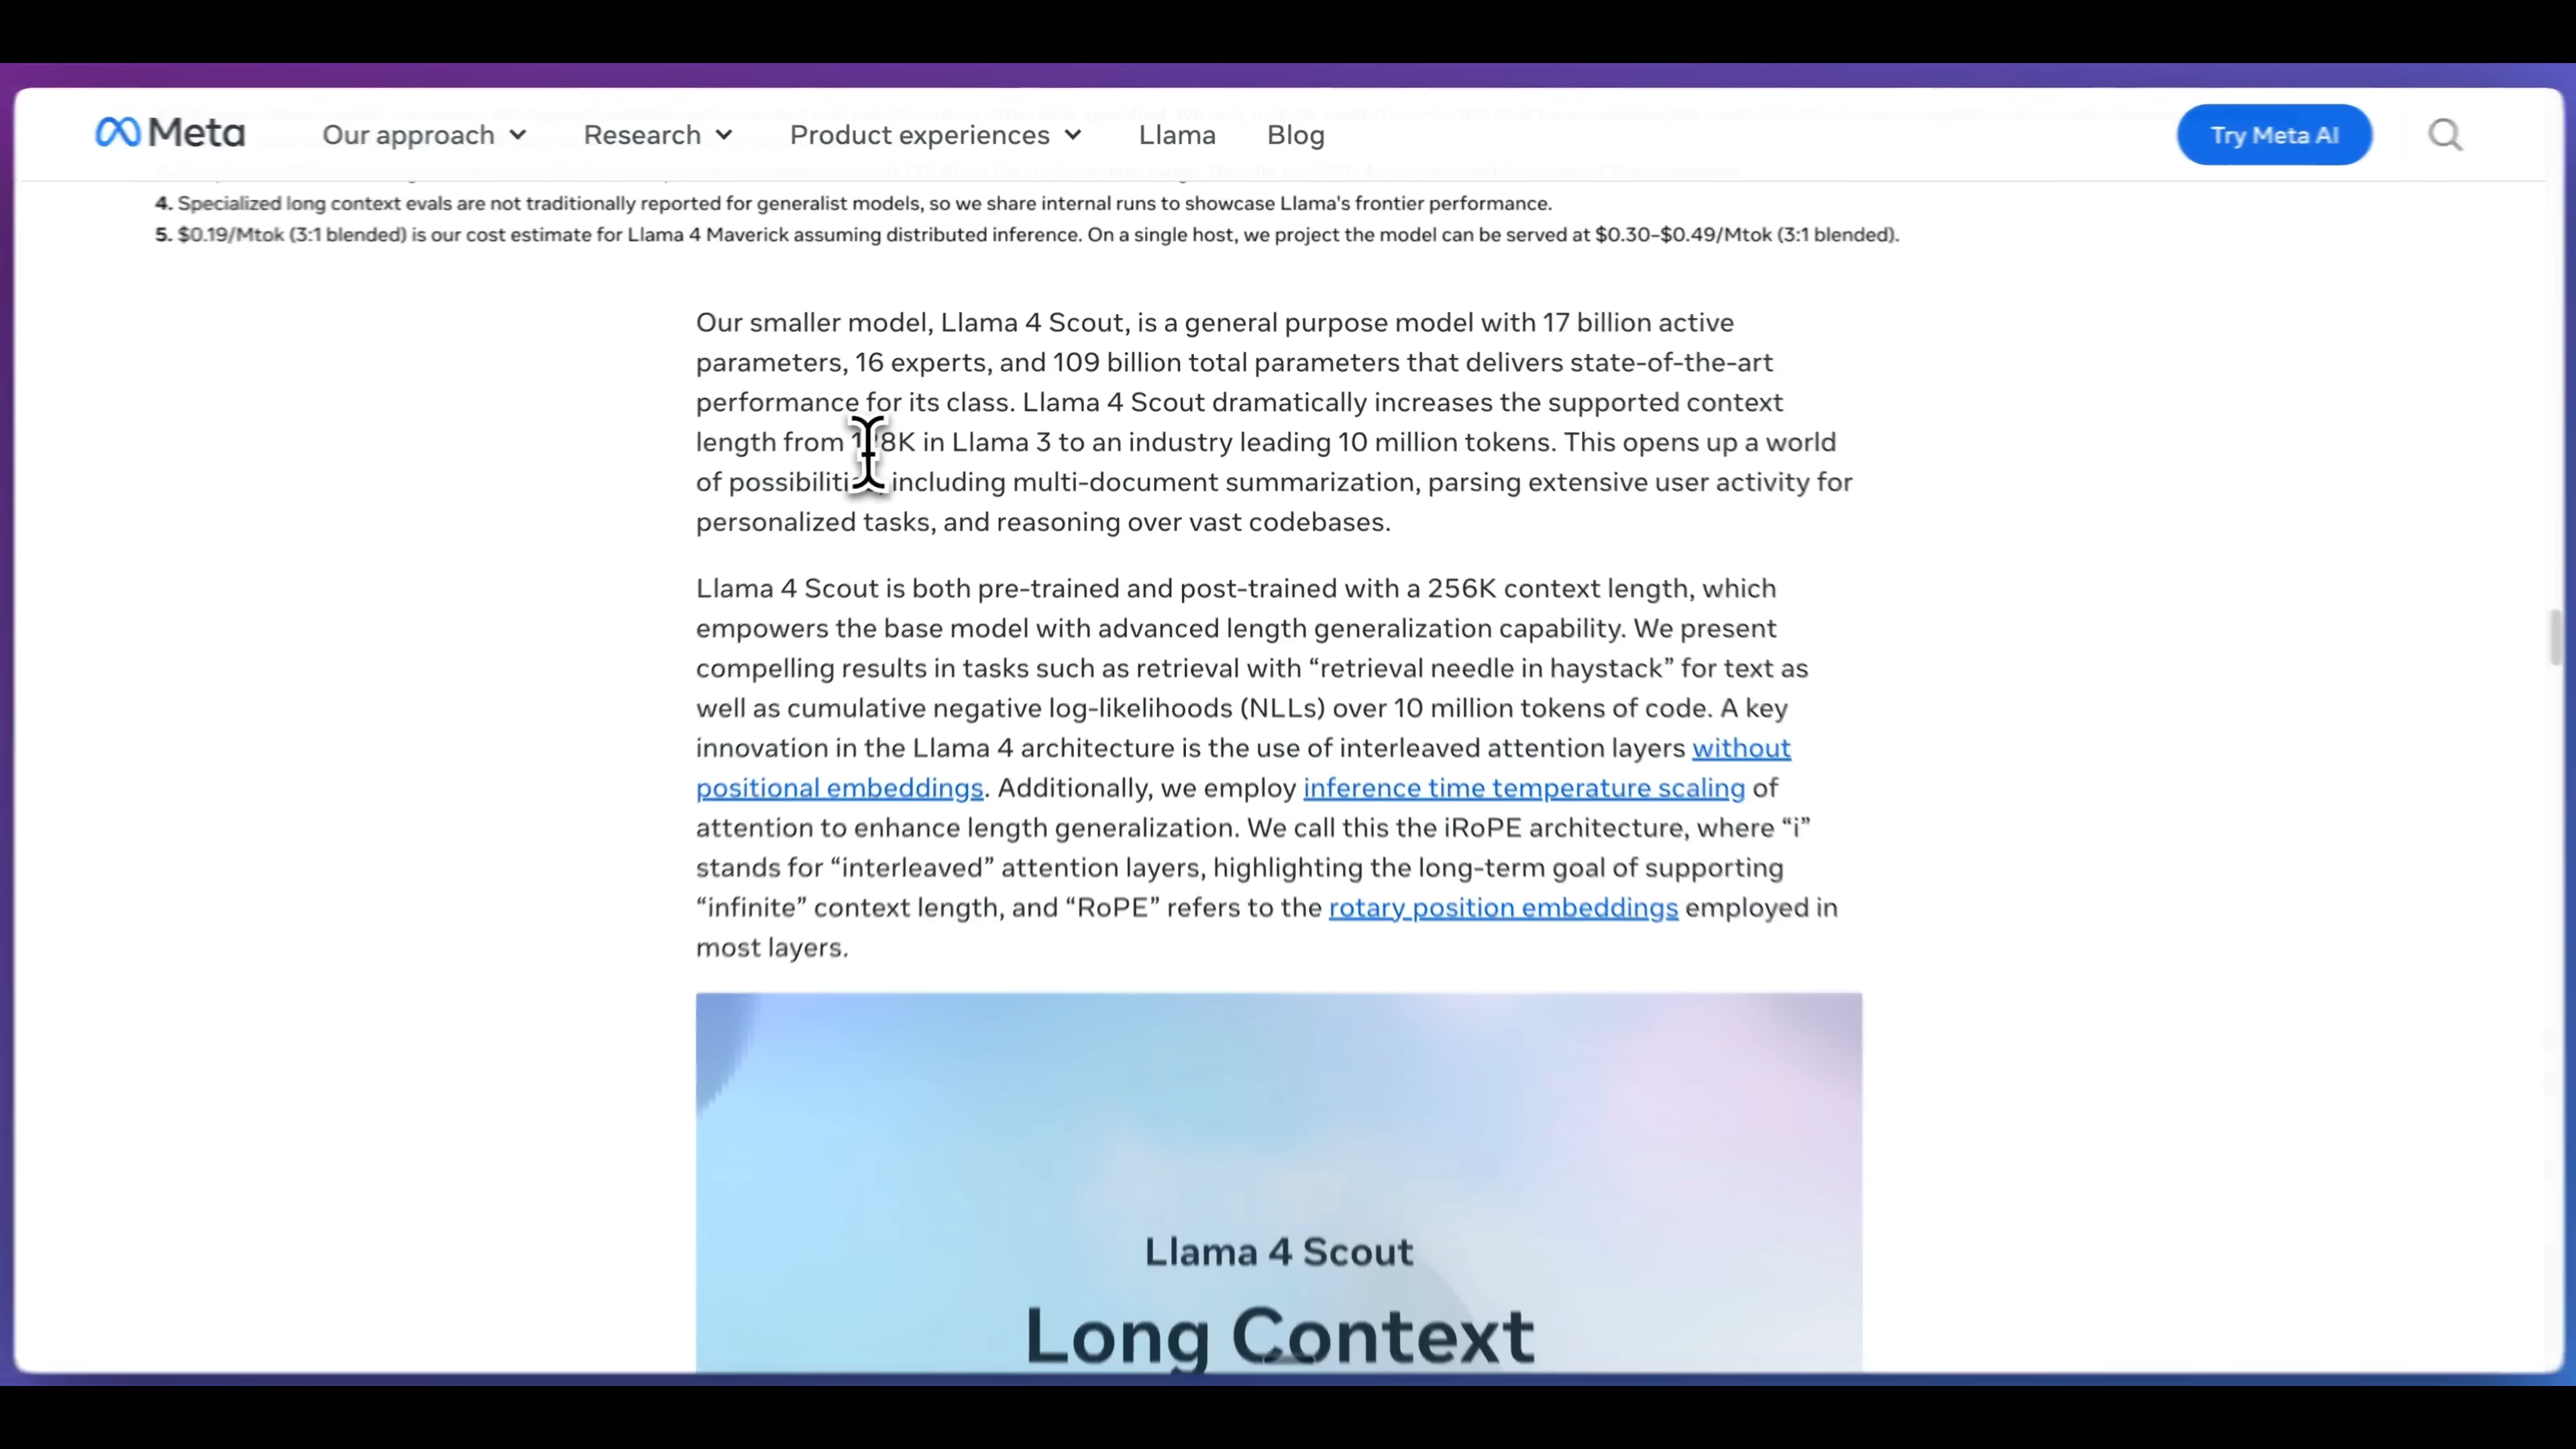 Meta Our approach Research Product experiences Llama Blog Try Meta AI
4. Specialized long context evals are not traditionally reported for generalist models, so we share internal runs to showcase Llama's frontier performance.
5. $0.19/Mtok (3:1 blended) is our cost estimate for Llama 4 Maverick assuming distributed inference. On a single host, we project the model can be served at $0.30–$0.49/Mtok (3:1 blended).
Our smaller model, Llama 4 Scout, is a general purpose model with 17 billion active
parameters, 16 experts, and 109 billion total parameters that delivers state-of-the-art
performance for its class. Llama 4 Scout dramatically increases the supported context
length from 128K in Llama 3 to an industry leading 10 million tokens. This opens up a world
of possibilities, including multi-document summarization, parsing extensive user activity for
personalized tasks, and reasoning over vast codebases.
Llama 4 Scout is both pre-trained and post-trained with a 256K context length, which
empowers the base model with advanced length generalization capability. We present
compelling results in tasks such as retrieval with “retrieval needle in haystack” for text as
well as cumulative negative log-likelihoods (NLLs) over 10 million tokens of code. A key
innovation in the Llama 4 architecture is the use of interleaved attention layers without
positional embeddings. Additionally, we employ inference time temperature scaling of
attention to enhance length generalization. We call this the iRoPE architecture, where “i”
stands for “interleaved” attention layers, highlighting the long-term goal of supporting
“infinite” context length, and “RoPE” refers to the rotary position embeddings employed in
most layers.
Llama 4 Scout
Long Context